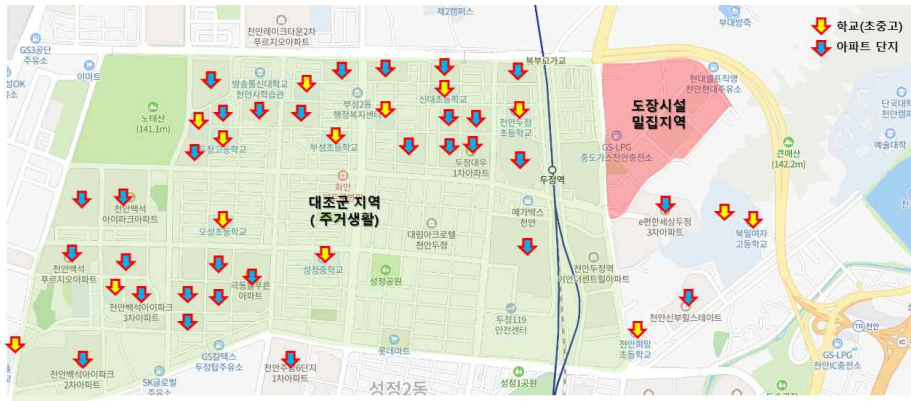 제2캠퍼스
천안레이크타운2차
푸르지오아파트
GS3공단
주유소
이마트
성OK
노태산
(141.1m)
방송통신대학교
천안시학습관
부성2동
행정복지센터
신대초등학교
북부고가교
부대방죽
학교(초중고)
아파트 단지
현대셀프직영
천안현대주유소
도장시설
밀집지역
GS-LPG
중도가스천안충전소
단국대학
천안캠퍼
예술대학
큰매산
(142.2m)
두정고등학교
부성초등학교
천안두정
초등학교
두정대우
1차아파트
두정역
화인
대조군 지역
( 주거생활)
천안백석
아이파크아파트
오성초등학교
대림아크로텔
천안두정
메가박스
천안
e편한세상두정
3차아파트
북일여자
고등학교
천안백석
푸르지오아파트
성정중학교
성정공원
극동늘푸른
아파트
천안두정역
이안더센트럴아파트
천안백석아이파크
3차아파트
두정119
안전센터
천안신부힐스테이트
천안희망
초등학교
TG 천안
IC
GS-LPG
천안IC충전소
롯데마트
GS칼텍스
두정탑주유소
천안백석아이파크
2차아파트
SK글로벌
주유소
천안주공6단지
1차아파트
성정2동
성정1공원